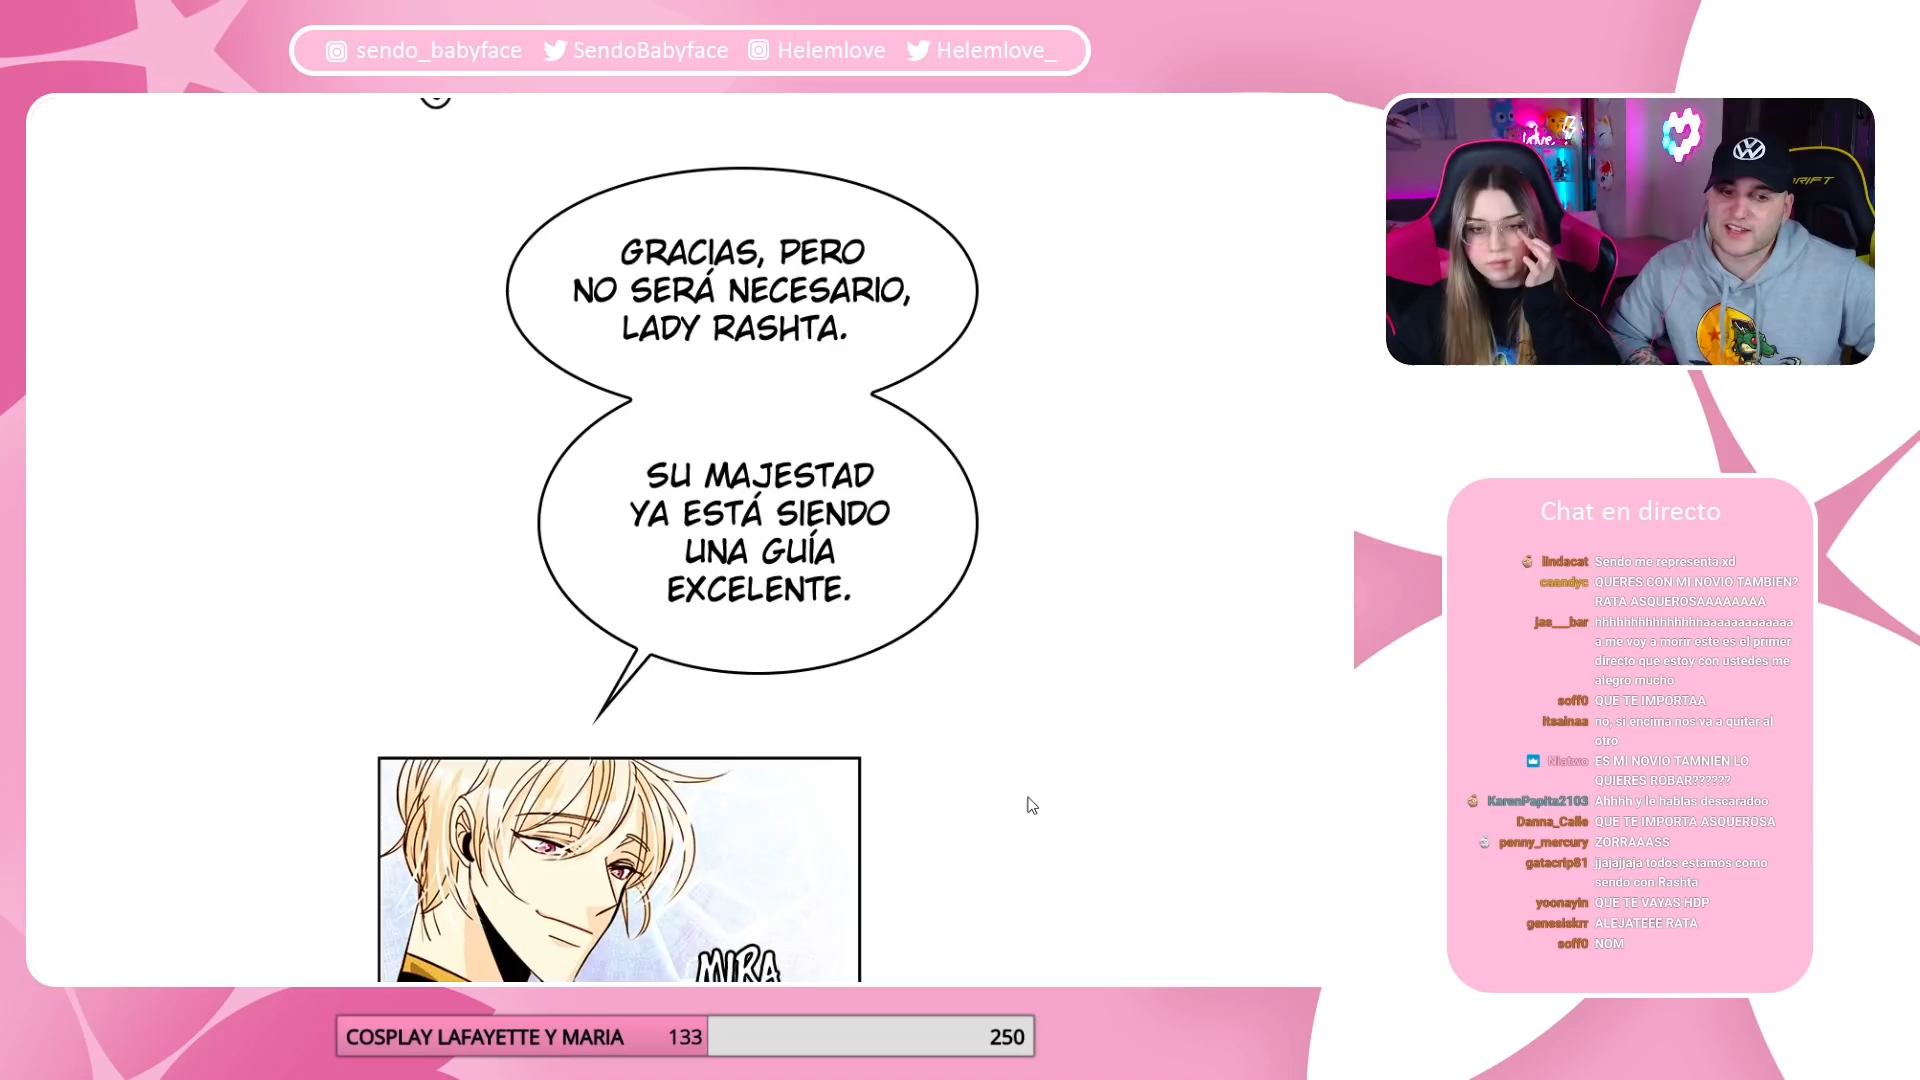 sendo_babyface SendoBabyface Helemlove Helemlove_
GRACIAS, PERO
NO SERÁ NECESARIO,
LADY RASHTA.
SU MAJESTAD
YA ESTÁ SIENDO
UNA GUÍA
EXCELENTE.
MIRA
love
DRIFT
Chat en directo
lindacat Sendo me representa xd
caandyc QUERES CON MI NOVIO TAMBIEN?
RATA ASQUEROSAAAAAAAA
jas___bar hhhhhhhhhhhhhhhaaaaaaaaaaaaa
a me voy a morir este es el primer
directo que estoy con ustedes me
alegro mucho
soff0 QUE TE IMPORTAA
itsainaa no, si encima nos va a quitar al
otro
Niatwo ES MI NOVIO TAMNIEN LO
QUIERES ROBAR??????
KarenPapita2103 Ahhhh y le hablas descaradoo
Danna_Calle QUE TE IMPORTA ASQUEROSA
penny_mercury ZORRAAASS
gatacrip81 jjajajjaja todos estamos como
sendo con Rashta
yoonayin QUE TE VAYAS HDP
genesiskrr ALEJATEEE RATA
soff0 NOM
COSPLAY LAFAYETTE Y MARIA 133 250